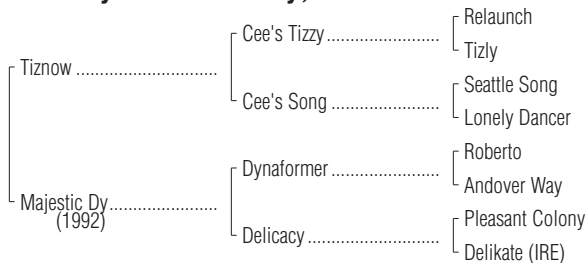 Relaunch
Cee's Tizzy
Tizly
Tiznow
Seattle Song
Cee's Song
Lonely Dancer
Roberto
Dynaformer
Andover Way
Majestic Dy
(1992)
Pleasant Colony
Delicacy
Delikate (IRE)